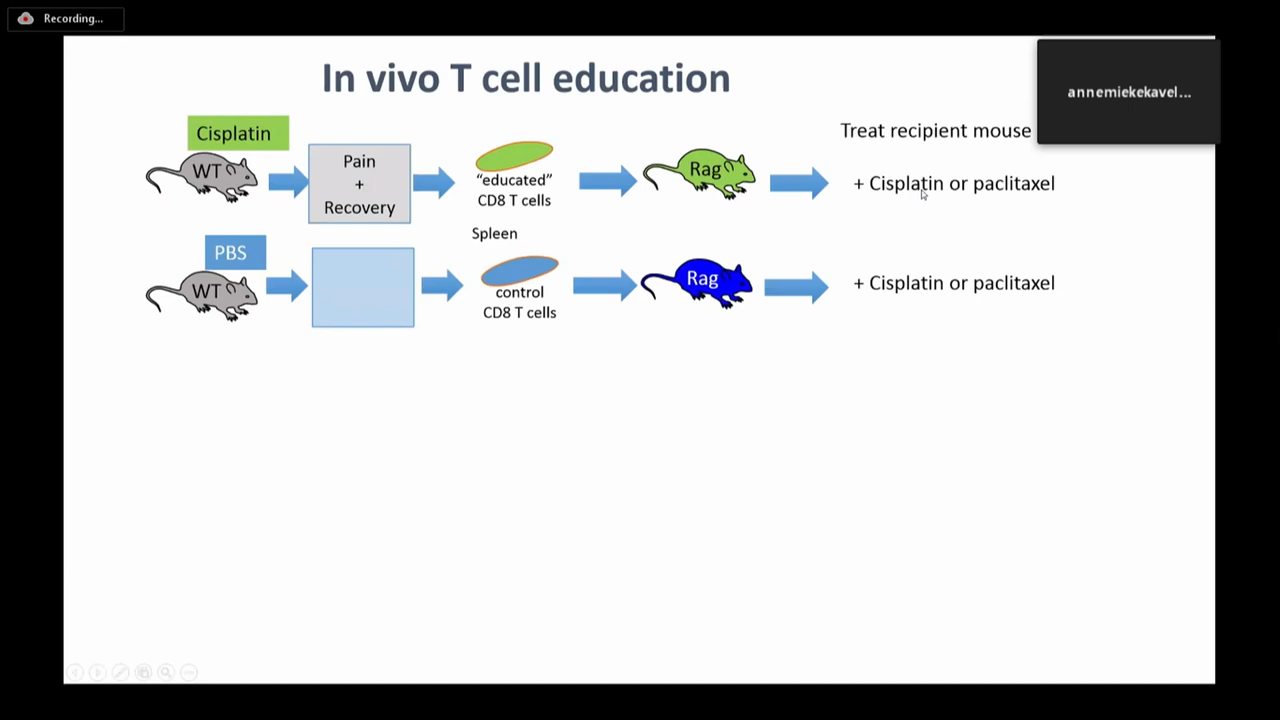 Recording...
annemiekekavel...
In vivo T cell education
Cisplatin
Treat recipient mouse
WT
Pain
+
Recovery
“educated”
CD8 T cells
Rag
+ Cisplatin or paclitaxel
Spleen
PBS
WT
control
CD8 T cells
Rag
+ Cisplatin or paclitaxel